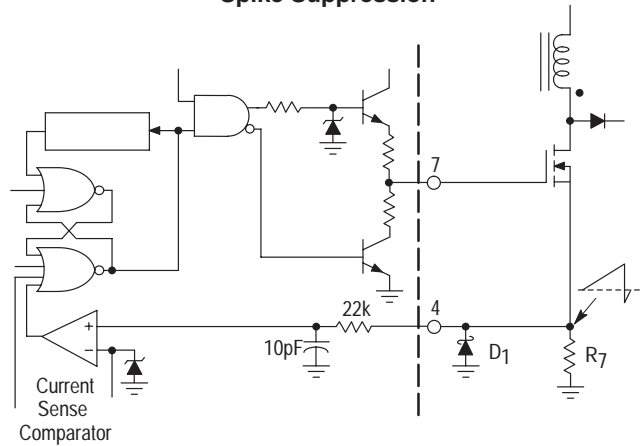 Spike Suppression
7
22k
4
+
–
10pF
D1
R7
Current
Sense
Comparator